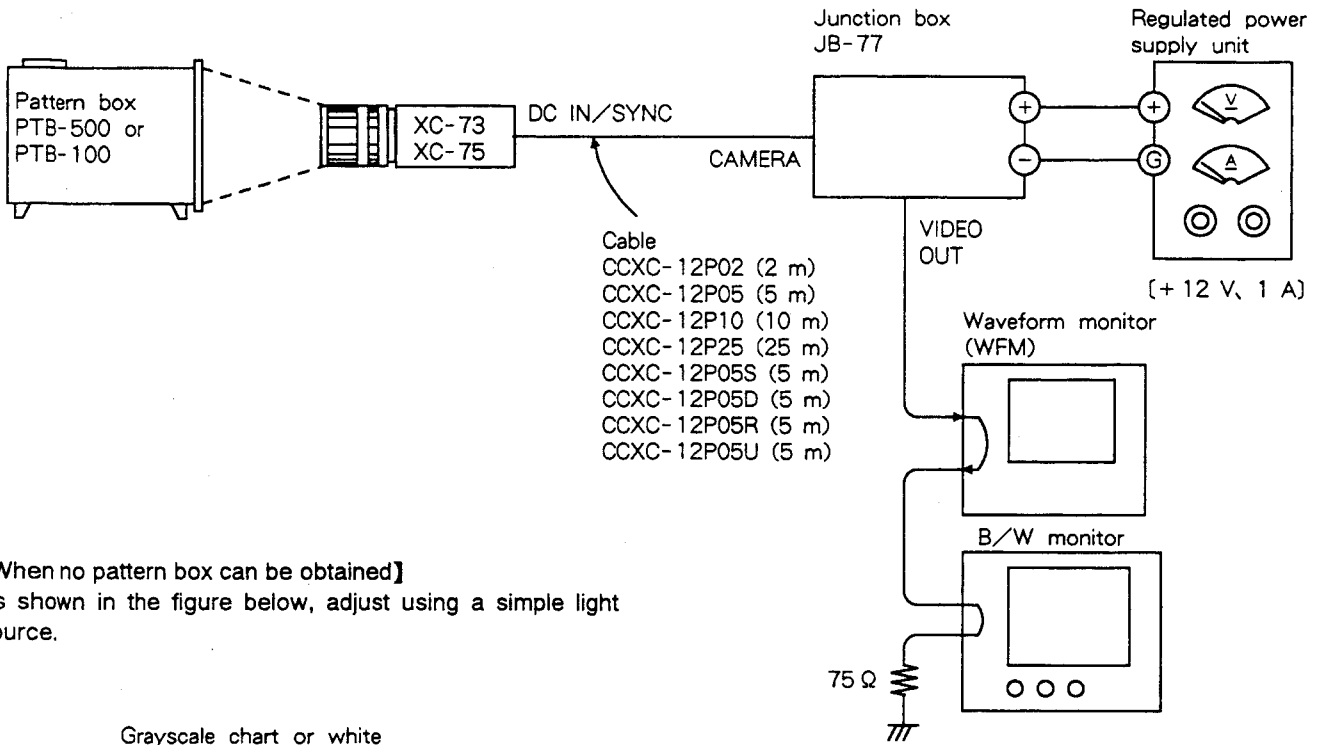 Junction box
JB-77
Regulated power
supply unit
Pattern box
PTB-500 or
PTB-100
XC-73
XC-75
DC IN/SYNC
CAMERA
+
−
+
G
V
A
VIDEO
OUT
[+12 V、 1 A]
Cable
CCXC-12P02 (2 m)
CCXC-12P05 (5 m)
CCXC-12P10 (10 m)
CCXC-12P25 (25 m)
CCXC-12P05S (5 m)
CCXC-12P05D (5 m)
CCXC-12P05R (5 m)
CCXC-12P05U (5 m)
Waveform monitor
(WFM)
B/W monitor
75 Ω
When no pattern box can be obtained】
s shown in the figure below, adjust using a simple light
ource.
Grayscale chart or white